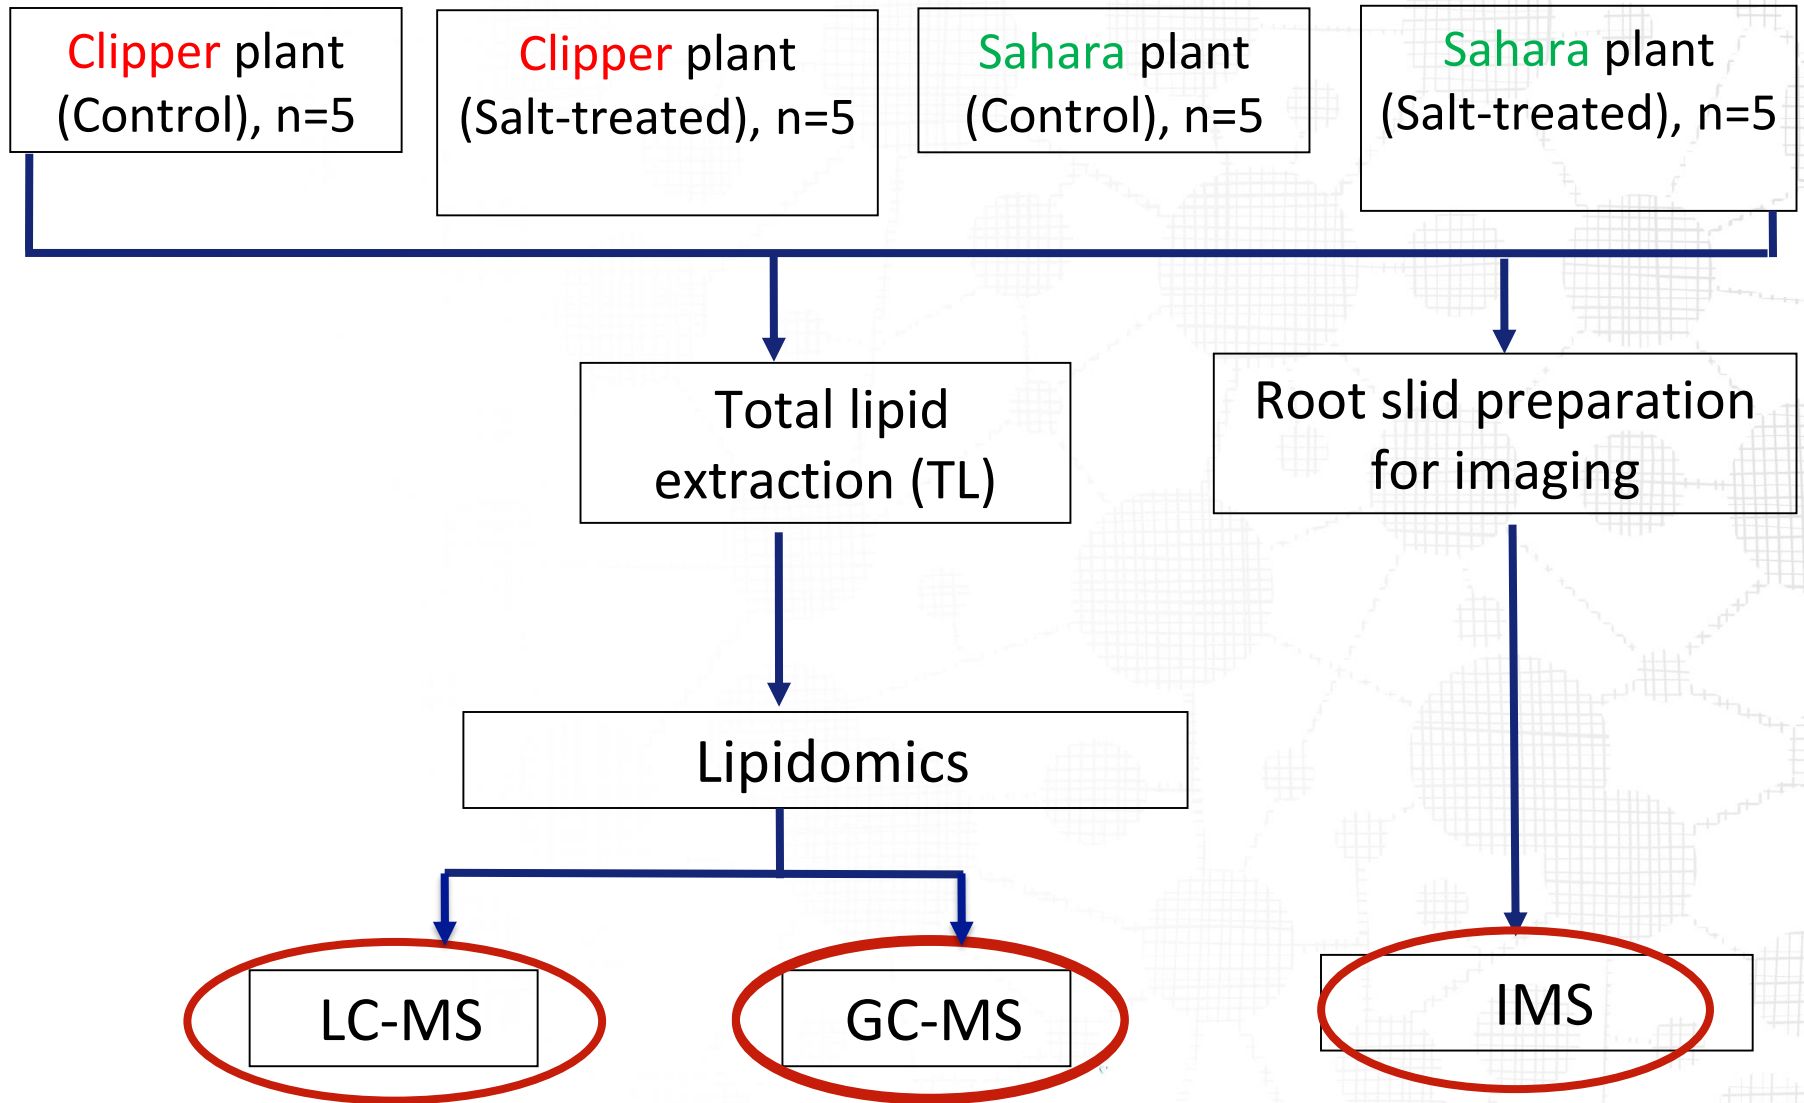 Clipper plant
(Control), n=5
Clipper plant
(Salt-treated), n=5
Sahara plant
(Control), n=5
Sahara plant
(Salt-treated), n=5
Total lipid
extraction (TL)
Root slid preparation
for imaging
Lipidomics
LC-MS
GC-MS
IMS